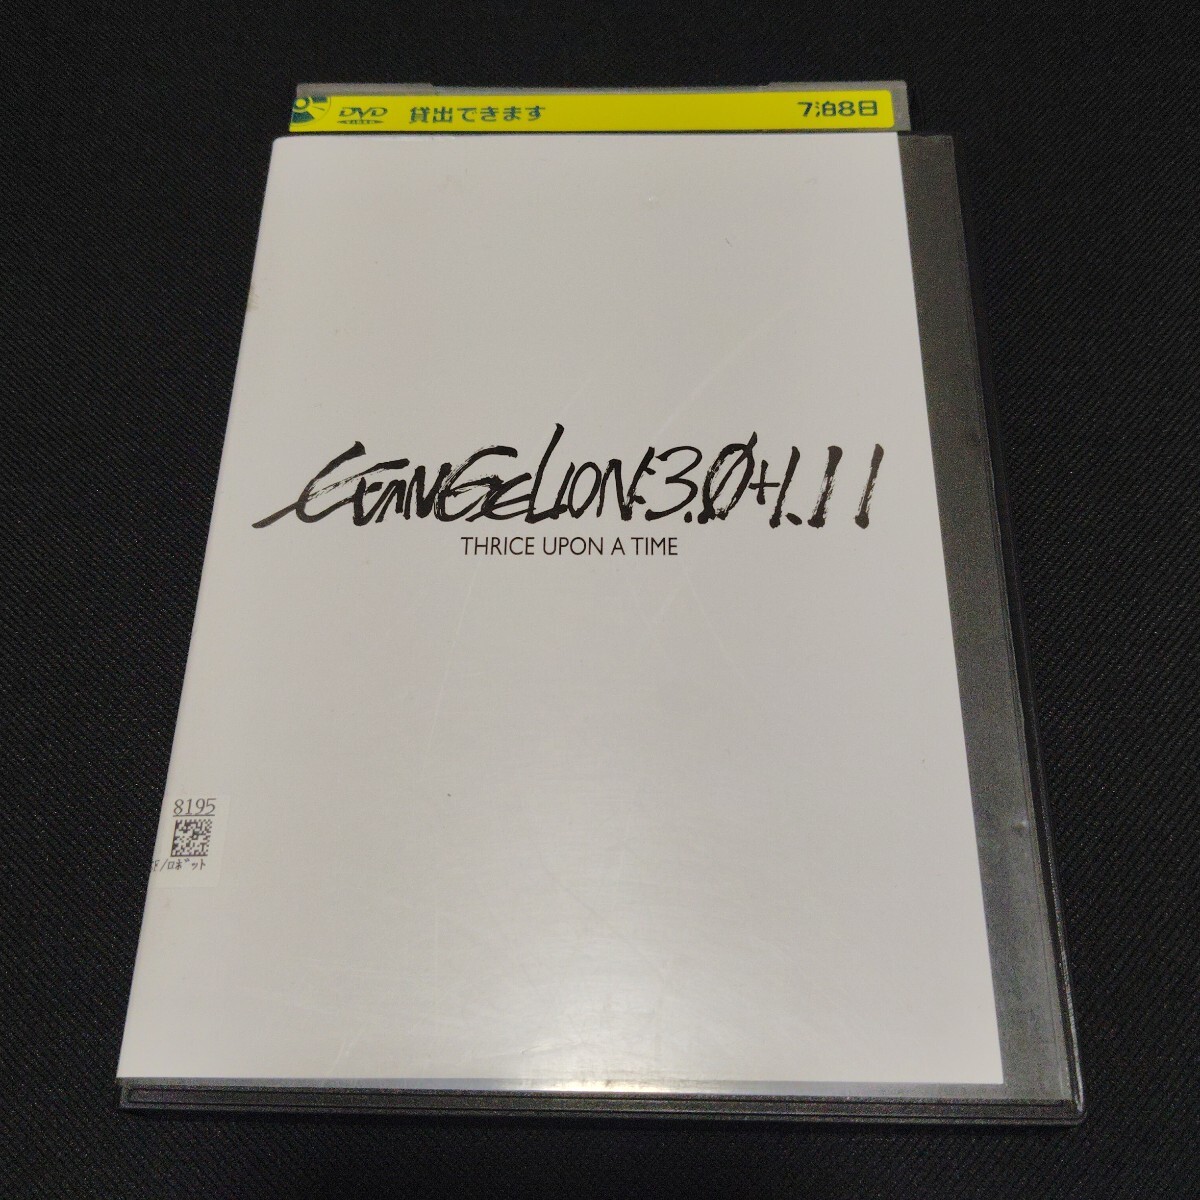 DVD VIDEO 貸出できます 7泊8日
EVANGELION:3.0+1.11
THRICE UPON A TIME
8195
/ロボット